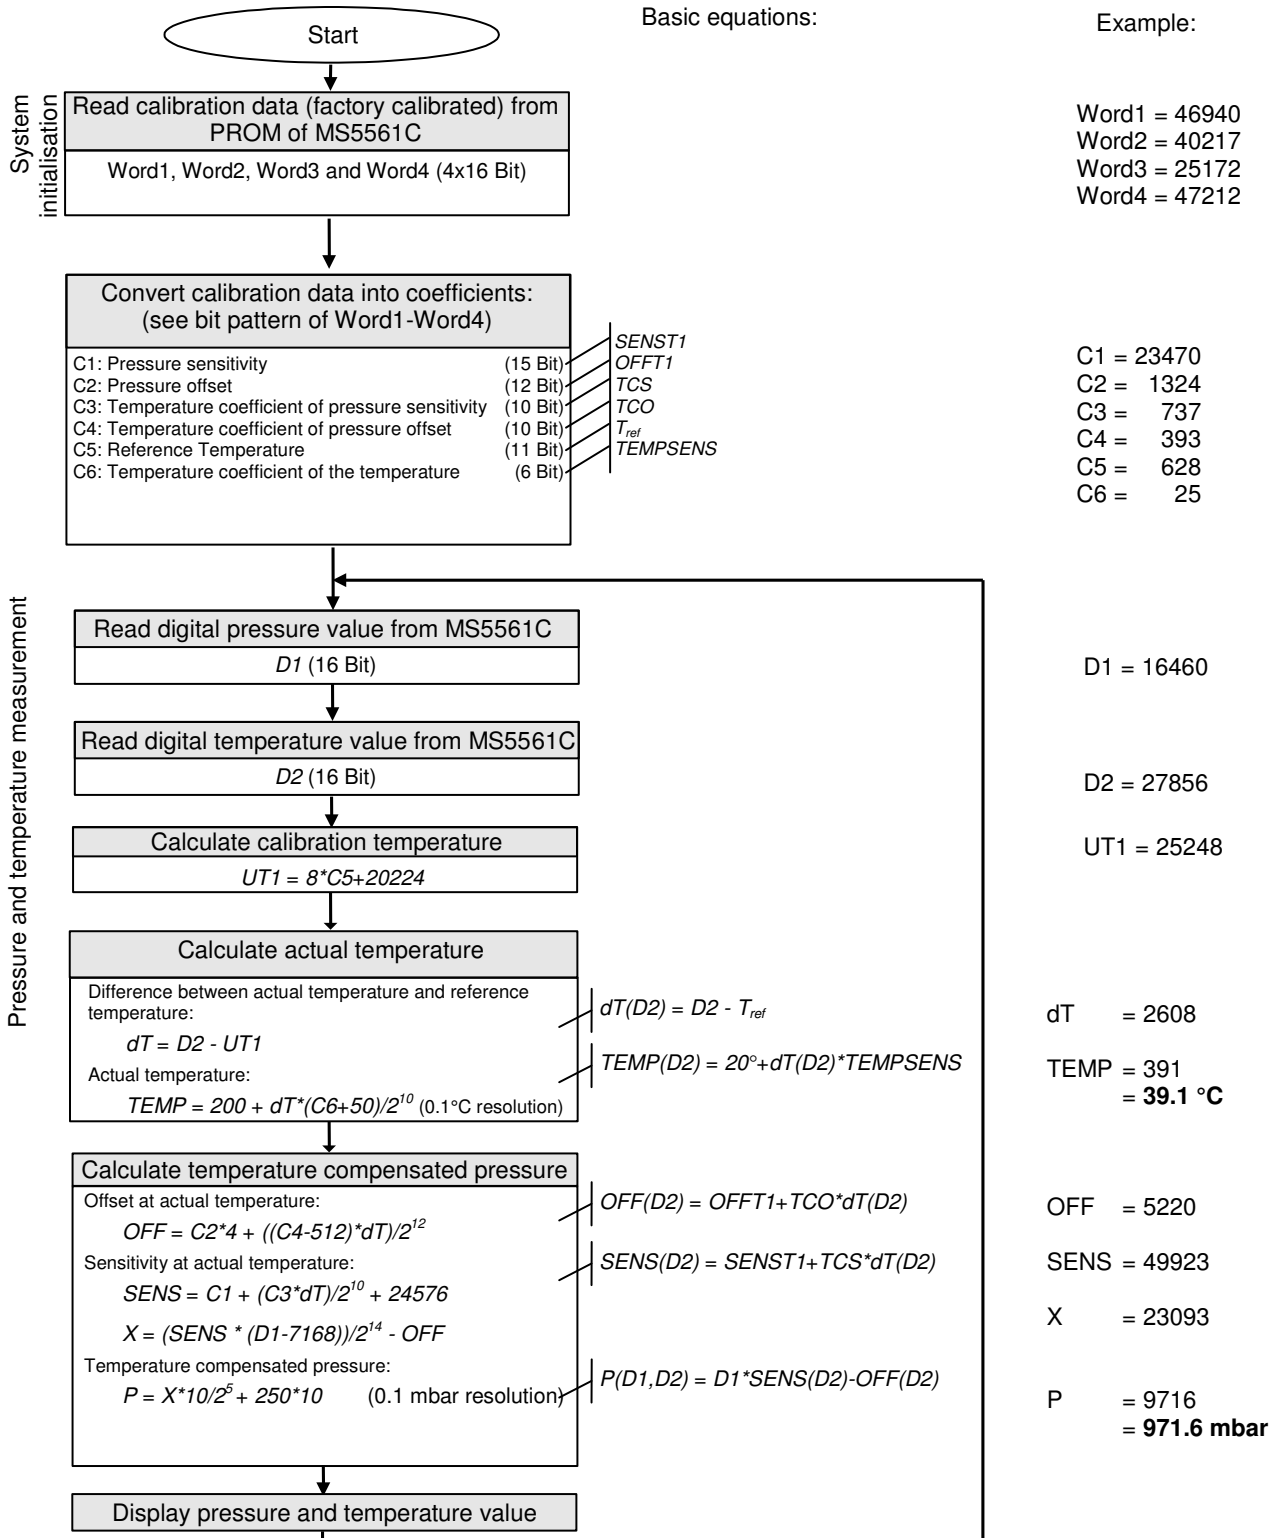 Basic equations:
Example:
Start
System
initialisation
Read calibration data (factory calibrated) from
PROM of MS5561C
Word1, Word2, Word3 and Word4 (4x16 Bit)
Word1 = 46940
Word2 = 40217
Word3 = 25172
Word4 = 47212
Convert calibration data into coefficients:
(see bit pattern of Word1-Word4)
C1: Pressure sensitivity (15 Bit)
C2: Pressure offset (12 Bit)
C3: Temperature coefficient of pressure sensitivity (10 Bit)
C4: Temperature coefficient of pressure offset (10 Bit)
C5: Reference Temperature (11 Bit)
C6: Temperature coefficient of the temperature (6 Bit)
SENST1
OFFT1
TCS
TCO
T_ref
TEMPSENS
C1 = 23470
C2 = 1324
C3 = 737
C4 = 393
C5 = 628
C6 = 25
Pressure and temperature measurement
Read digital pressure value from MS5561C
D1 (16 Bit)
D1 = 16460
Read digital temperature value from MS5561C
D2 (16 Bit)
D2 = 27856
Calculate calibration temperature
UT1 = 8*C5+20224
UT1 = 25248
Calculate actual temperature
Difference between actual temperature and reference
temperature:
dT = D2 - UT1
dT(D2) = D2 - T_ref
dT = 2608
Actual temperature:
TEMP = 200 + dT*(C6+50)/2^10 (0.1°C resolution)
TEMP(D2) = 20°+dT(D2)*TEMPSENS
TEMP = 391
= 39.1 °C
Calculate temperature compensated pressure
Offset at actual temperature:
OFF = C2*4 + ((C4-512)*dT)/2^12
OFF(D2) = OFFT1+TCO*dT(D2)
OFF = 5220
Sensitivity at actual temperature:
SENS = C1 + (C3*dT)/2^10 + 24576
SENS(D2) = SENST1+TCS*dT(D2)
SENS = 49923
X = (SENS * (D1-7168))/2^14 - OFF
X = 23093
Temperature compensated pressure:
P = X*10/2^5 + 250*10 (0.1 mbar resolution)
P(D1,D2) = D1*SENS(D2)-OFF(D2)
P = 9716
= 971.6 mbar
Display pressure and temperature value